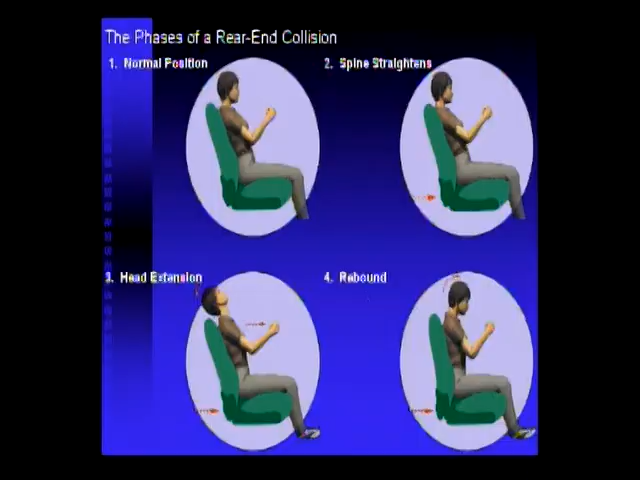 The Phases of a Rear-End Collision
1. Normal Position
2. Spine Straightens
3. Head Extension
4. Rebound